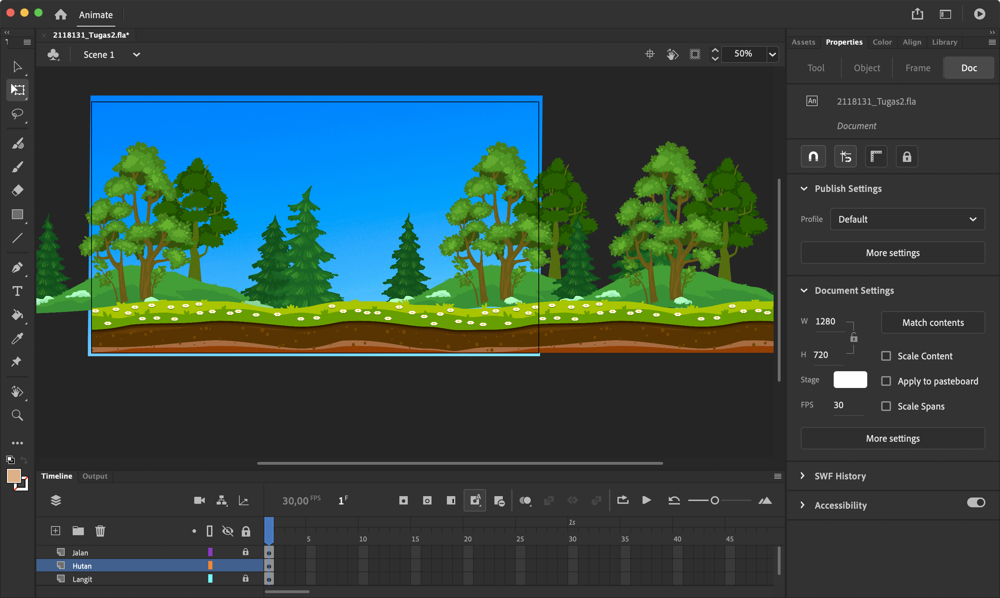 Animate
2118131_Tugas2.fla*
Assets Properties Color Align Library
Scene 1
50%
Tool Object Frame Doc
An 2118131_Tugas2.fla
Document
Publish Settings
Profile Default
More settings
Document Settings
W 1280 Match contents
H 720 Scale Content
Stage Apply to pasteboard
FPS 30 Scale Spans
More settings
SWF History
Accessibility
Timeline Output
30,00 FPS 1 F
1s
5 10 15 20 25 30 35 40 45
Jalan
Hutan
Langit